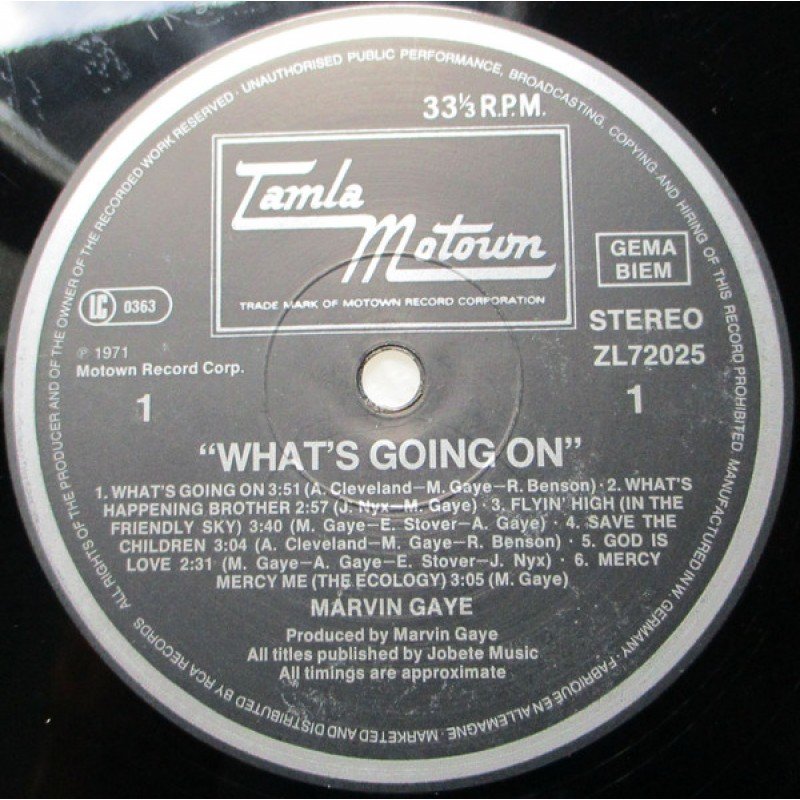 ALL RIGHTS OF THE PRODUCER AND OF THE OWNER OF THE RECORDED WORK RESERVED · UNAUTHORISED PUBLIC PERFORMANCE, BROADCASTING, COPYING AND HIRING OF THIS RECORD PROHIBITED. MANUFACTURED IN W. GERMANY · FABRIQUÉ EN ALLEMAGNE · MARKETED AND DISTRIBUTED BY RCA RECORDS
33⅓ R.P.M.
Tamla
Motown
TRADE MARK OF MOTOWN RECORD CORPORATION
GEMA
BIEM
LC 0363
STEREO
ZL72025
℗ 1971
Motown Record Corp.
1
1
"WHAT'S GOING ON"
1. WHAT'S GOING ON 3:51 (A. Cleveland—M. Gaye—R. Benson) · 2. WHAT'S
HAPPENING BROTHER 2:57 (J. Nyx—M. Gaye) · 3. FLYIN' HIGH (IN THE
FRIENDLY SKY) 3:40 (M. Gaye—E. Stover—A. Gaye) · 4. SAVE THE
CHILDREN 3:04 (A. Cleveland—M. Gaye—R. Benson) · 5. GOD IS
LOVE 2:31 (M. Gaye—A. Gaye—E. Stover—J. Nyx) · 6. MERCY
MERCY ME (THE ECOLOGY) 3:05 (M. Gaye)
MARVIN GAYE
Produced by Marvin Gaye
All titles published by Jobete Music
All timings are approximate